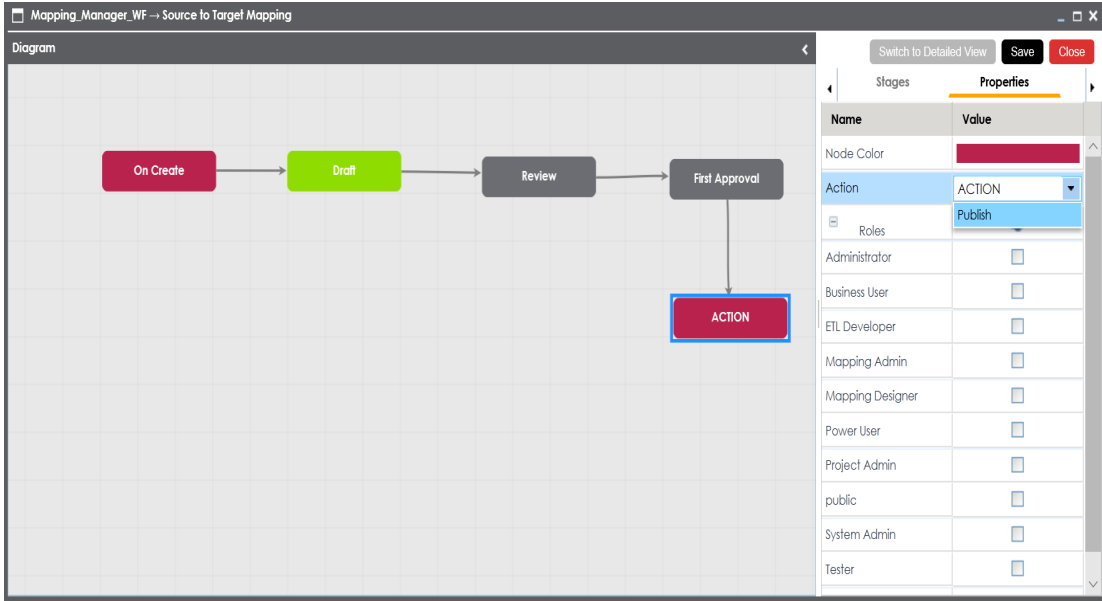 Mapping_Manager_WF → Source to Target Mapping
Diagram
Switch to Detailed View Save Close
Stages Properties
Name Value
Node Color
Action ACTION
Publish
Roles
Administrator
Business User
ETL Developer
Mapping Admin
Mapping Designer
Power User
Project Admin
public
System Admin
Tester
On Create
Draft
Review
First Approval
ACTION